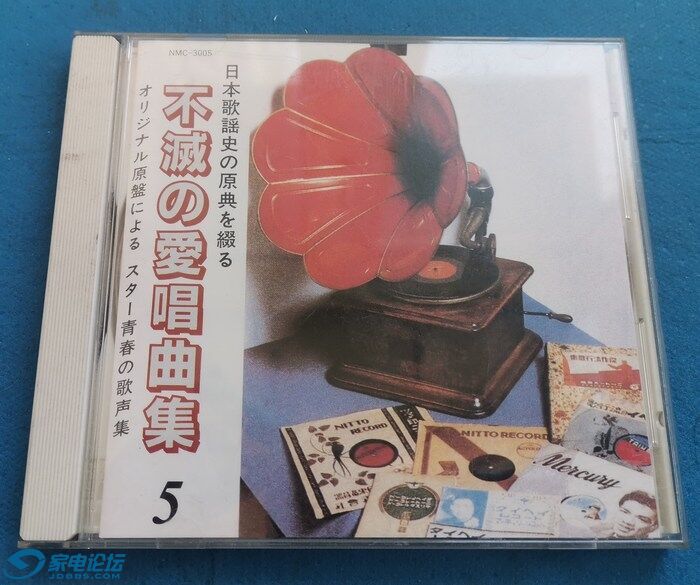 NMC-3005
日本歌謡史の原典を綴る
不滅の愛唱曲集
オリジナル原盤による スター青春の歌声集
5
NITTO
RECORD
NITTO RECORD
Mercury
家电论坛
JDBBS.COM